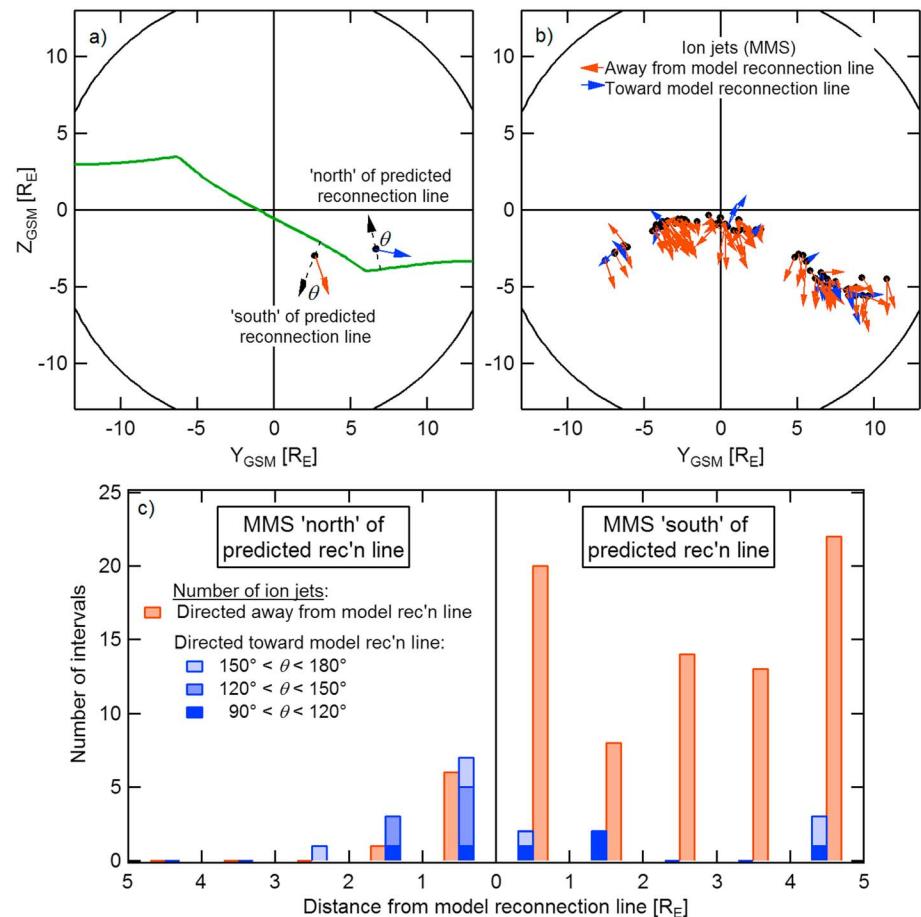 a)
10
5
0
-5
-10
Z_GSM [R_E]
'north' of predicted
reconnection line
θ
θ
'south' of predicted
reconnection line
-10 -5 0 5 10
Y_GSM [R_E]
b)
Ion jets (MMS)
Away from model reconnection line
Toward model reconnection line
10
5
0
-5
-10
-10 -5 0 5 10
Y_GSM [R_E]
c)
25
20
15
10
5
0
Number of intervals
MMS 'north' of
predicted rec'n line
MMS 'south' of
predicted rec'n line
Number of ion jets:
Directed away from model rec'n line
Directed toward model rec'n line:
150° < θ < 180°
120° < θ < 150°
90° < θ < 120°
5 4 3 2 1 0 1 2 3 4 5
Distance from model reconnection line [R_E]